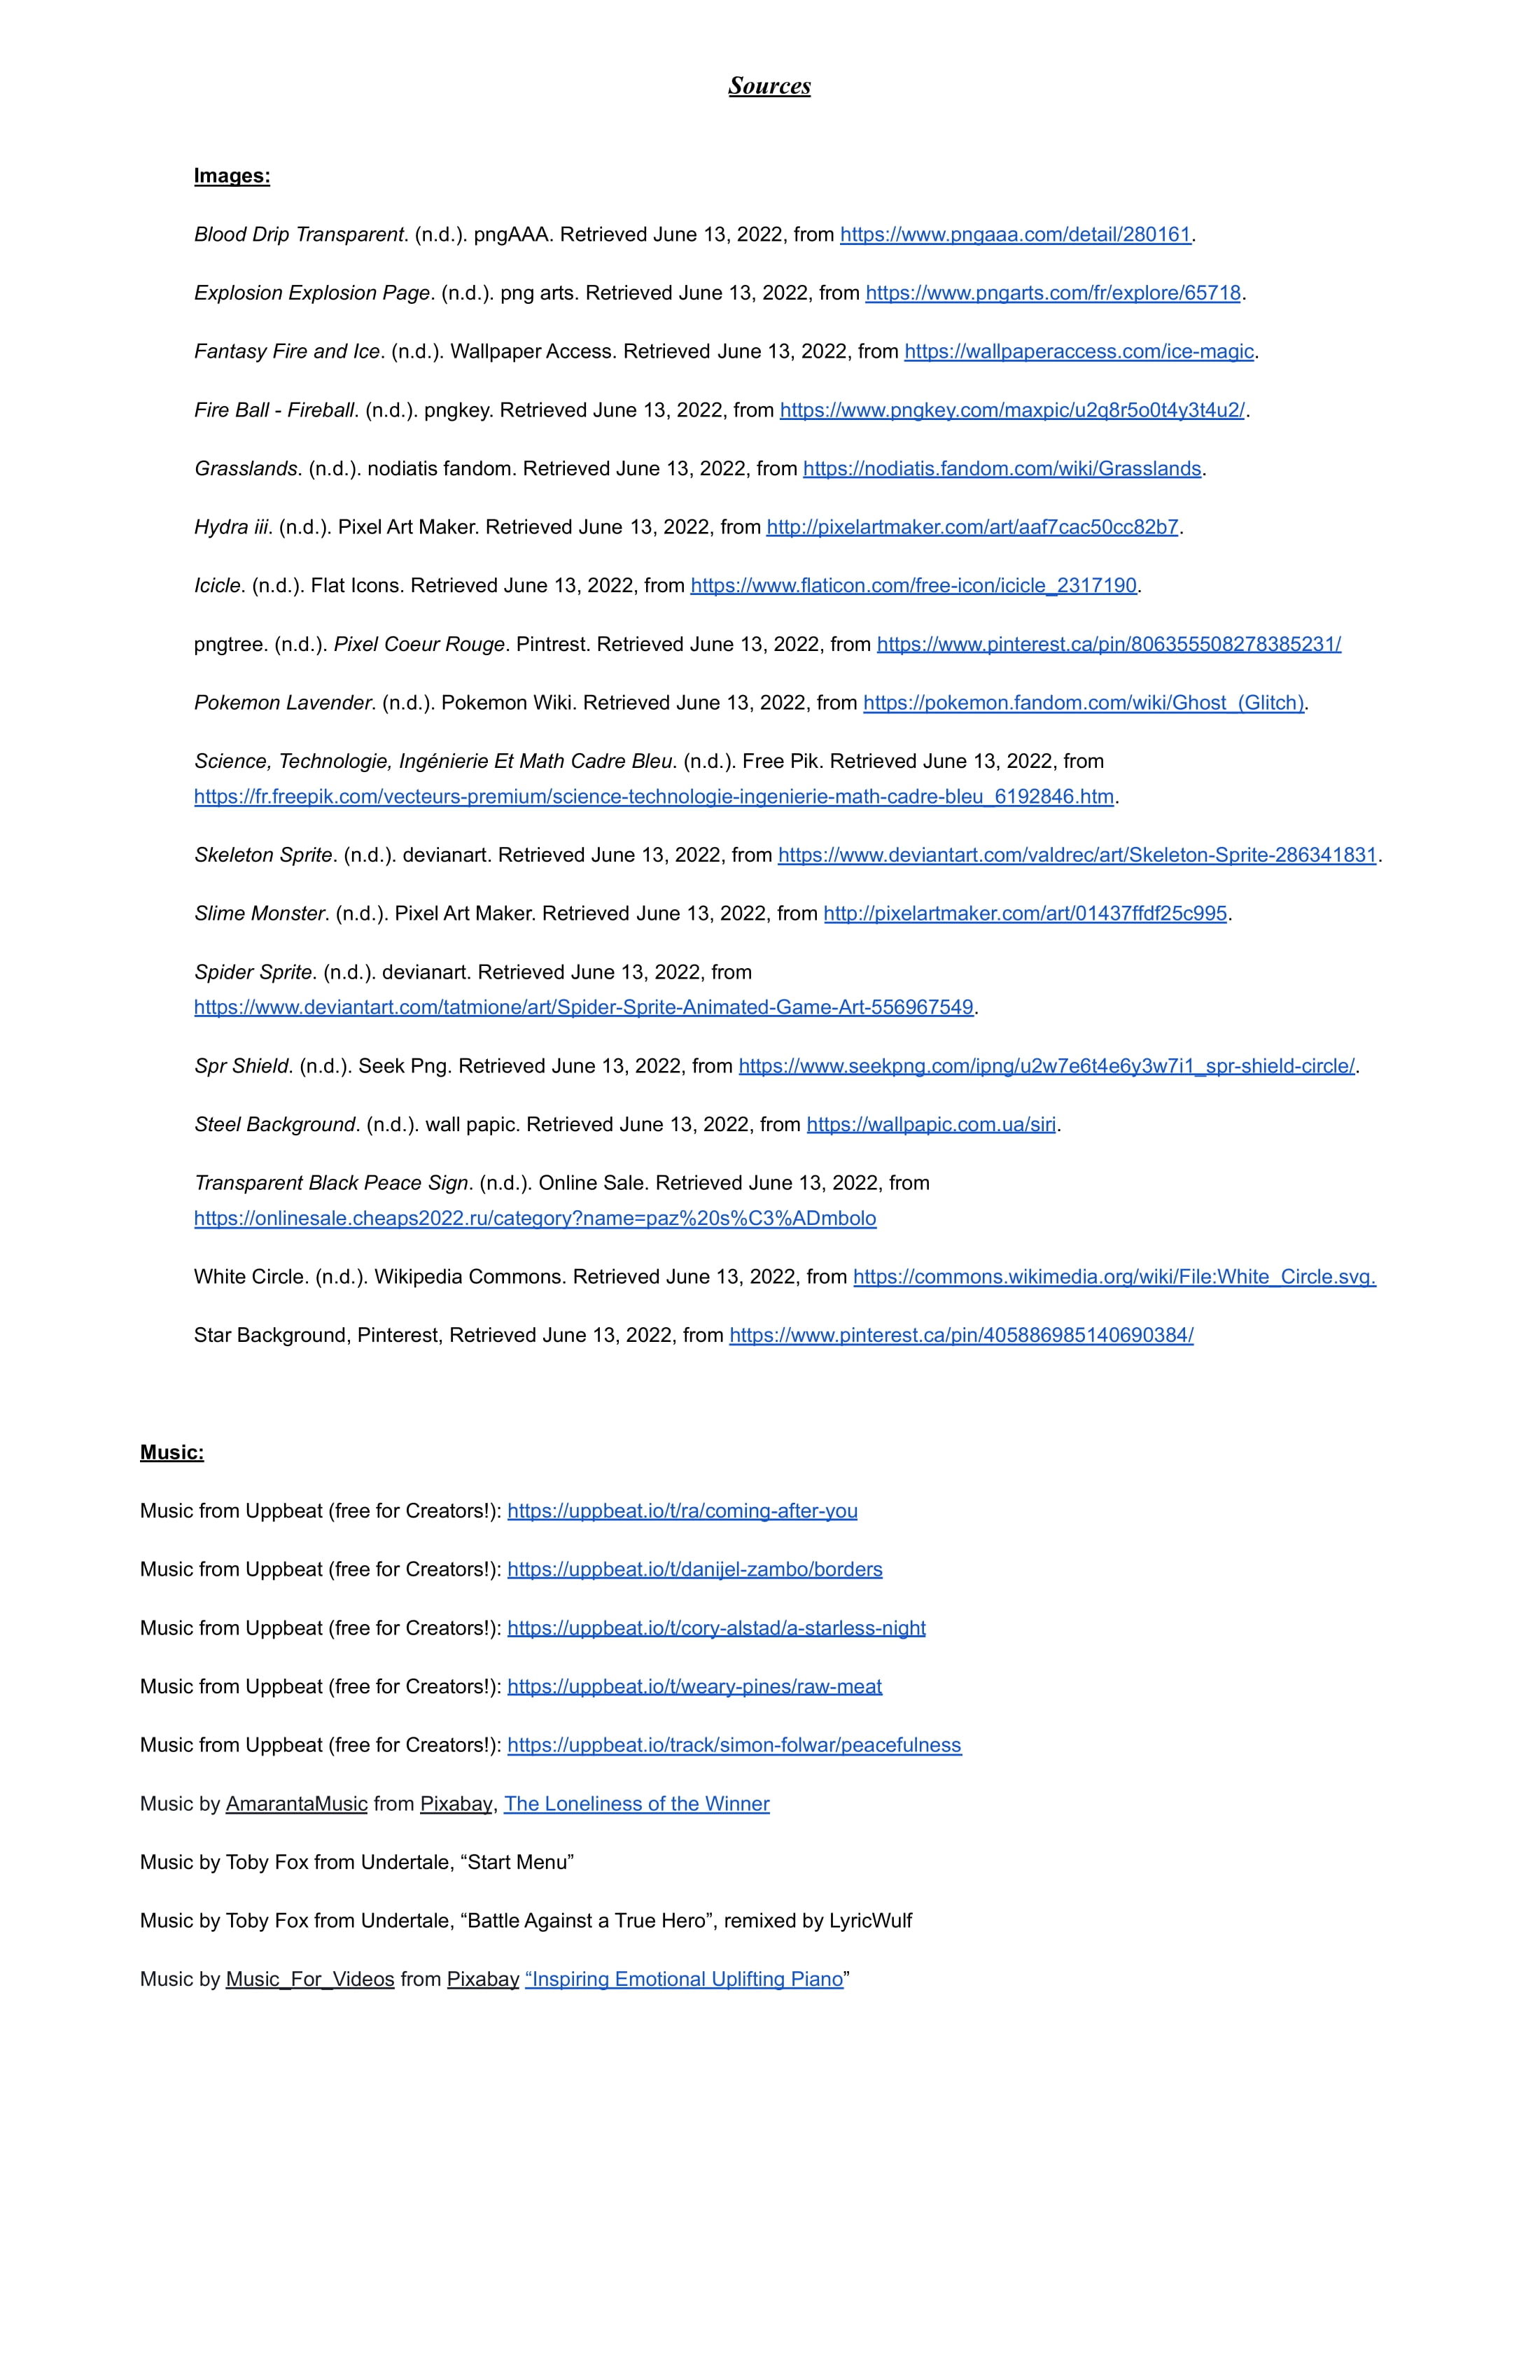 Sources
Images:
Blood Drip Transparent. (n.d.). pngAAA. Retrieved June 13, 2022, from https://www.pngaaa.com/detail/280161.
Explosion Explosion Page. (n.d.). png arts. Retrieved June 13, 2022, from https://www.pngarts.com/fr/explore/65718.
Fantasy Fire and Ice. (n.d.). Wallpaper Access. Retrieved June 13, 2022, from https://wallpaperaccess.com/ice-magic.
Fire Ball - Fireball. (n.d.). pngkey. Retrieved June 13, 2022, from https://www.pngkey.com/maxpic/u2q8r5o0t4y3t4u2/.
Grasslands. (n.d.). nodiatis fandom. Retrieved June 13, 2022, from https://nodiatis.fandom.com/wiki/Grasslands.
Hydra iii. (n.d.). Pixel Art Maker. Retrieved June 13, 2022, from http://pixelartmaker.com/art/aaf7cac50cc82b7.
Icicle. (n.d.). Flat Icons. Retrieved June 13, 2022, from https://www.flaticon.com/free-icon/icicle_2317190.
pngtree. (n.d.). Pixel Coeur Rouge. Pintrest. Retrieved June 13, 2022, from https://www.pinterest.ca/pin/806355508278385231/
Pokemon Lavender. (n.d.). Pokemon Wiki. Retrieved June 13, 2022, from https://pokemon.fandom.com/wiki/Ghost_(Glitch).
Science, Technologie, Ingénierie Et Math Cadre Bleu. (n.d.). Free Pik. Retrieved June 13, 2022, from
https://fr.freepik.com/vecteurs-premium/science-technologie-ingenierie-math-cadre-bleu_6192846.htm.
Skeleton Sprite. (n.d.). devianart. Retrieved June 13, 2022, from https://www.deviantart.com/valdrec/art/Skeleton-Sprite-286341831.
Slime Monster. (n.d.). Pixel Art Maker. Retrieved June 13, 2022, from http://pixelartmaker.com/art/01437ffdf25c995.
Spider Sprite. (n.d.). devianart. Retrieved June 13, 2022, from
https://www.deviantart.com/tatmione/art/Spider-Sprite-Animated-Game-Art-556967549.
Spr Shield. (n.d.). Seek Png. Retrieved June 13, 2022, from https://www.seekpng.com/ipng/u2w7e6t4e6y3w7i1_spr-shield-circle/.
Steel Background. (n.d.). wall papic. Retrieved June 13, 2022, from https://wallpapic.com.ua/siri.
Transparent Black Peace Sign. (n.d.). Online Sale. Retrieved June 13, 2022, from
https://onlinesale.cheaps2022.ru/category?name=paz%20s%C3%ADmbolo
White Circle. (n.d.). Wikipedia Commons. Retrieved June 13, 2022, from https://commons.wikimedia.org/wiki/File:White_Circle.svg.
Star Background, Pinterest, Retrieved June 13, 2022, from https://www.pinterest.ca/pin/405886985140690384/
Music:
Music from Uppbeat (free for Creators!): https://uppbeat.io/t/ra/coming-after-you
Music from Uppbeat (free for Creators!): https://uppbeat.io/t/danijel-zambo/borders
Music from Uppbeat (free for Creators!): https://uppbeat.io/t/cory-alstad/a-starless-night
Music from Uppbeat (free for Creators!): https://uppbeat.io/t/weary-pines/raw-meat
Music from Uppbeat (free for Creators!): https://uppbeat.io/track/simon-folwar/peacefulness
Music by AmarantaMusic from Pixabay, The Loneliness of the Winner
Music by Toby Fox from Undertale, “Start Menu”
Music by Toby Fox from Undertale, “Battle Against a True Hero”, remixed by LyricWulf
Music by Music_For_Videos from Pixabay “Inspiring Emotional Uplifting Piano”